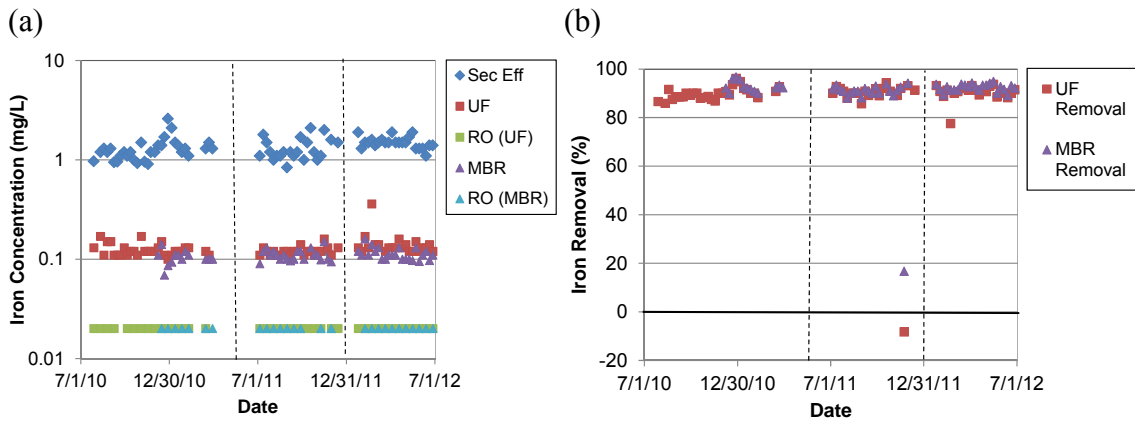 (a)
Iron Concentration (mg/L)
10
1
0.1
0.01
7/1/10 12/30/10 7/1/11 12/31/11 7/1/12
Date
Sec Eff
UF
RO (UF)
MBR
RO (MBR)
(b)
Iron Removal (%)
100
80
60
40
20
0
-20
7/1/10 12/30/10 7/1/11 12/31/11 7/1/12
Date
UF
Removal
MBR
Removal